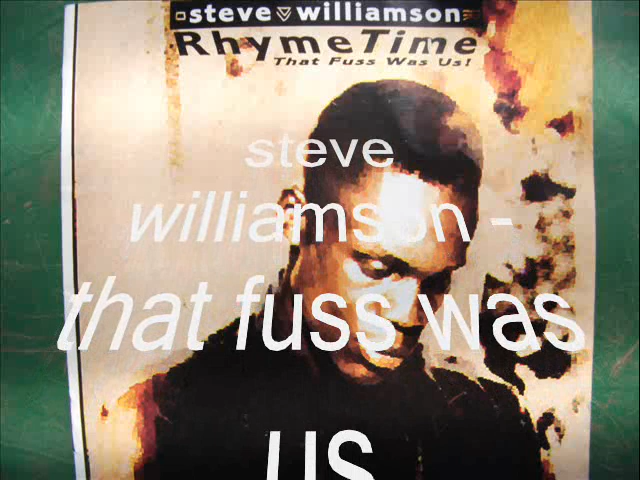 steve williamson
RhymeTime
That Fuss Was Us!
steve
williamson -
that fuss was
us